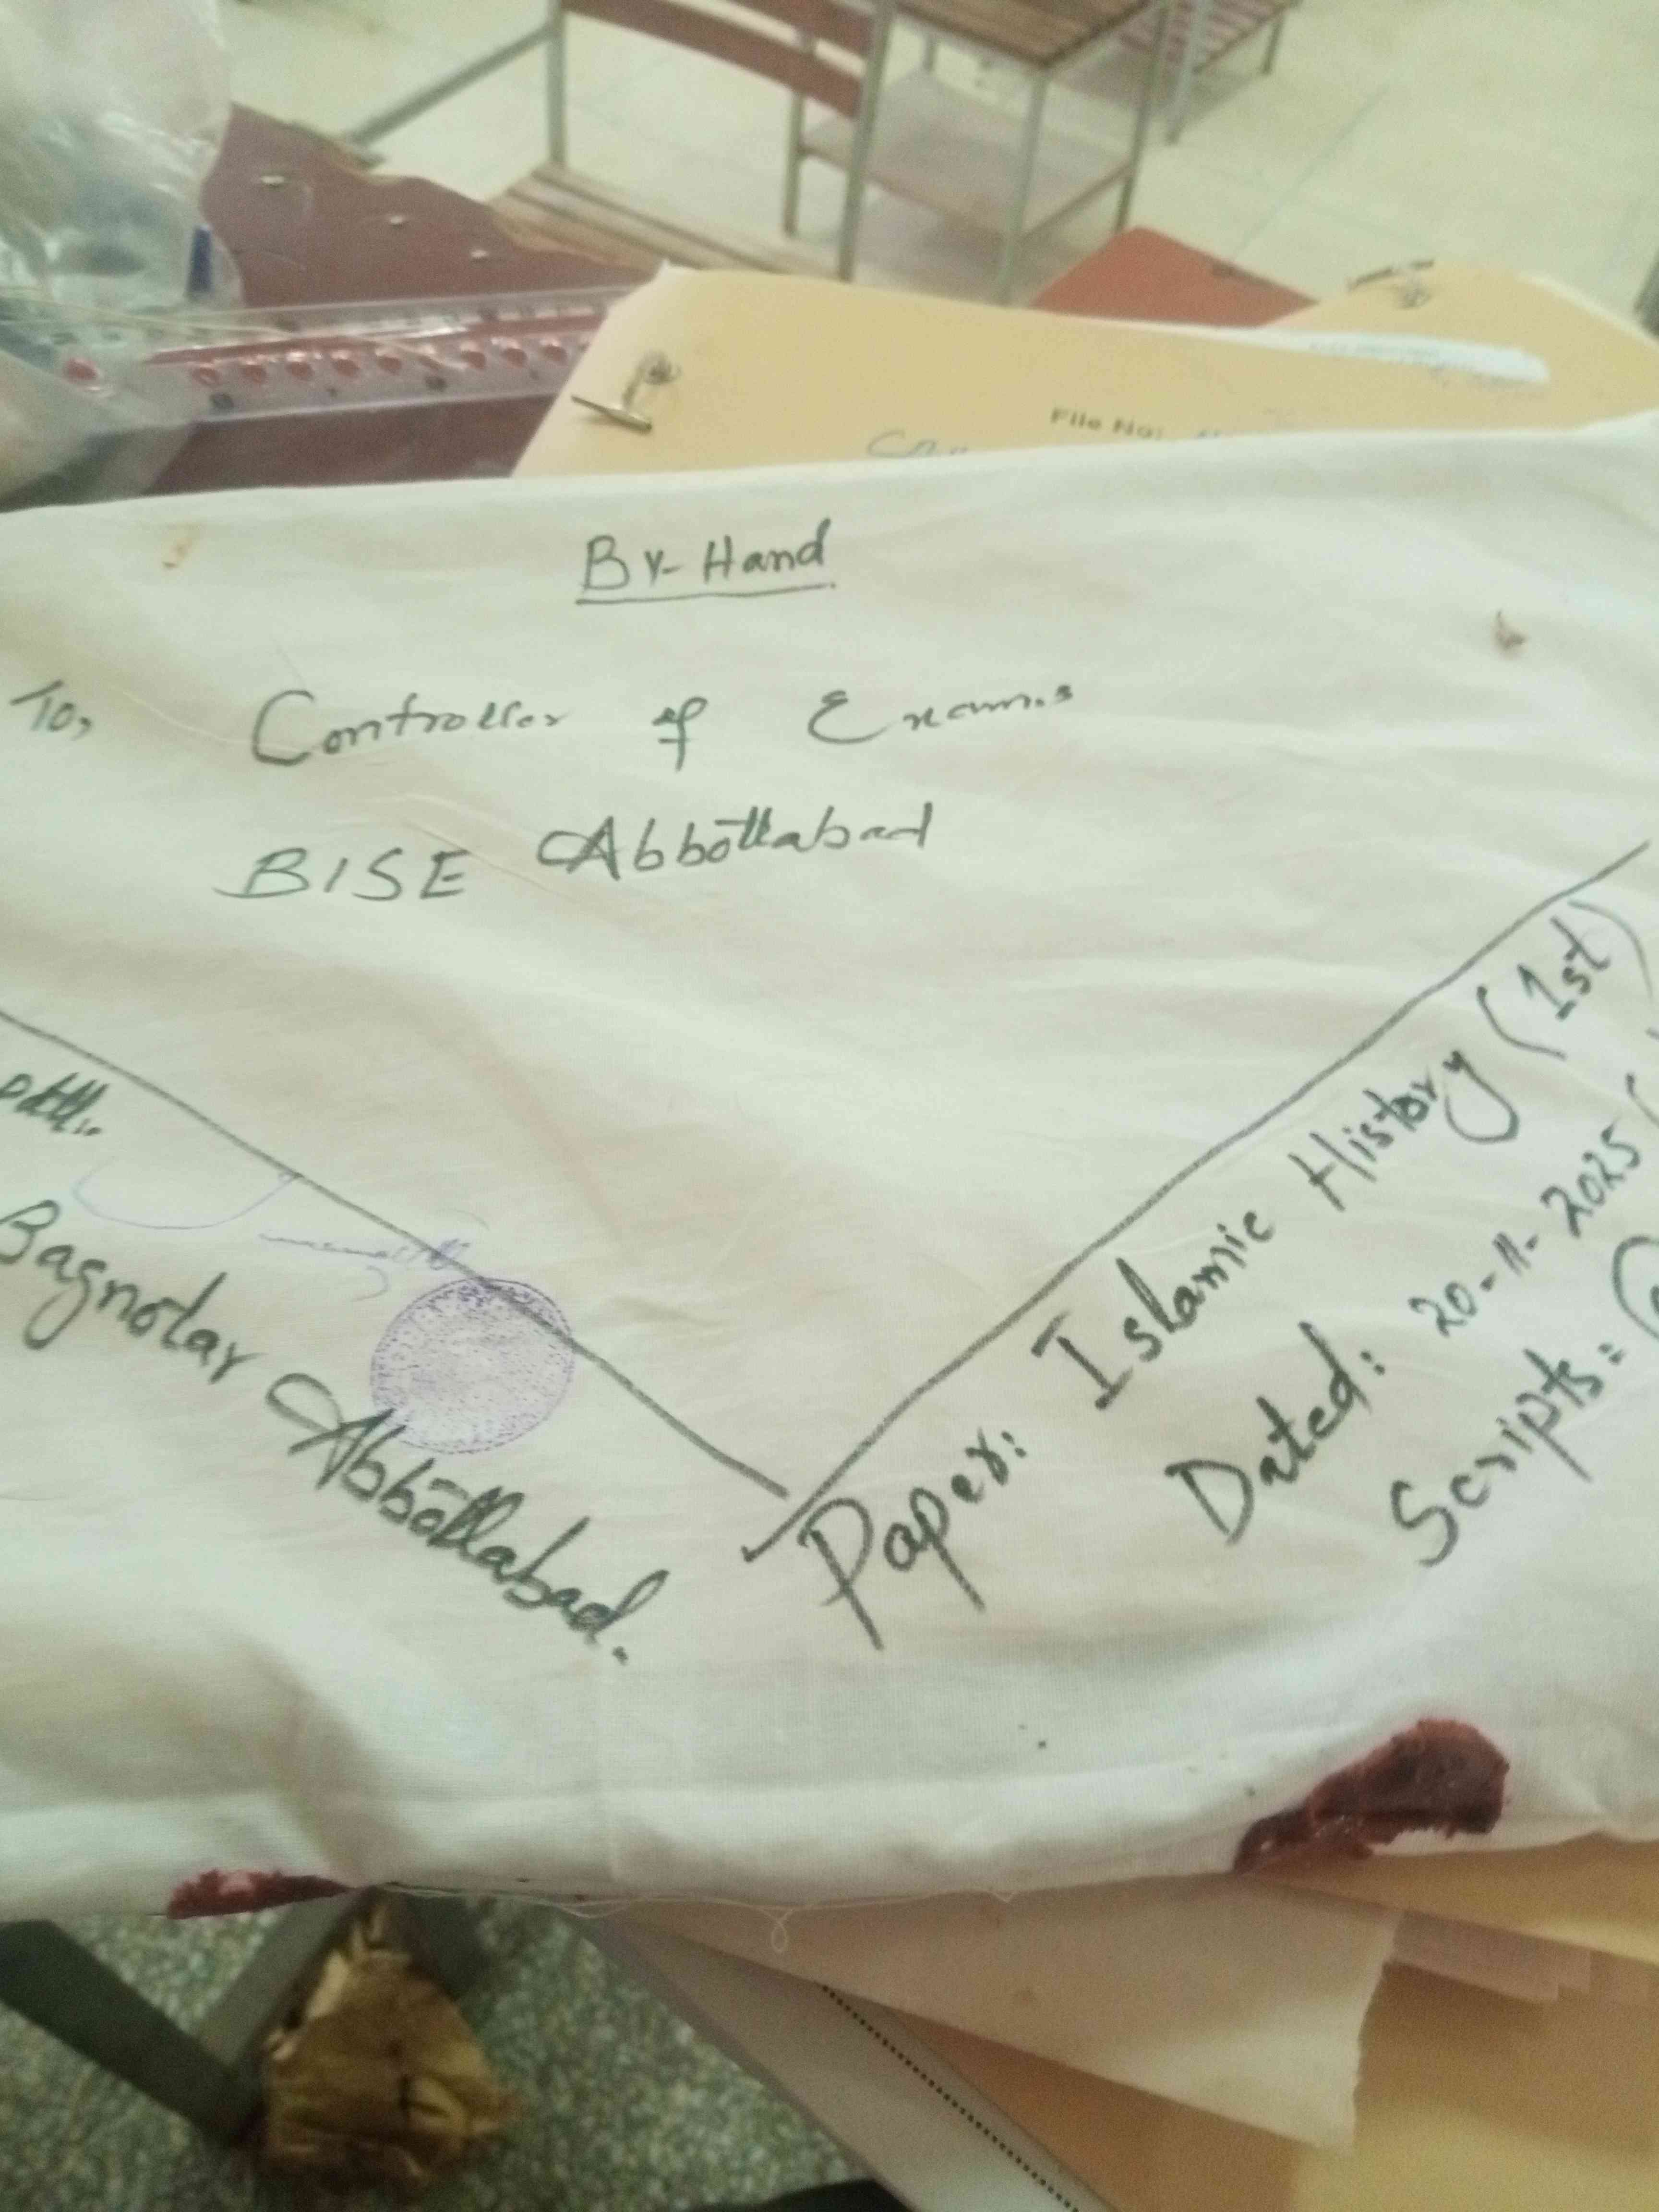 File No:
By-Hand
To,
Controller of Exams
BISE Abbottabad
Bagnotar Abbottabad.
Paper: Islamic History (1st)
Dated: 20-11-2025
Scripts=